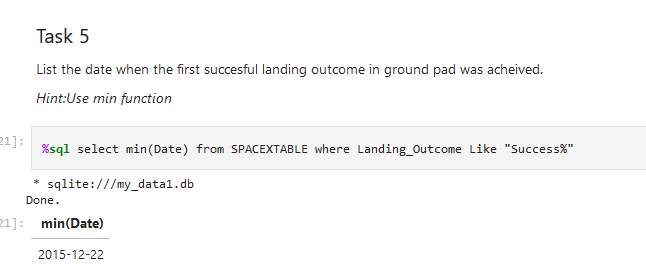 Task 5
List the date when the first succesful landing outcome in ground pad was acheived.
Hint:Use min function
21]: %sql select min(Date) from SPACEXTABLE where Landing_Outcome Like "Success%"
* sqlite:///my_data1.db
Done.
21]: min(Date)
2015-12-22